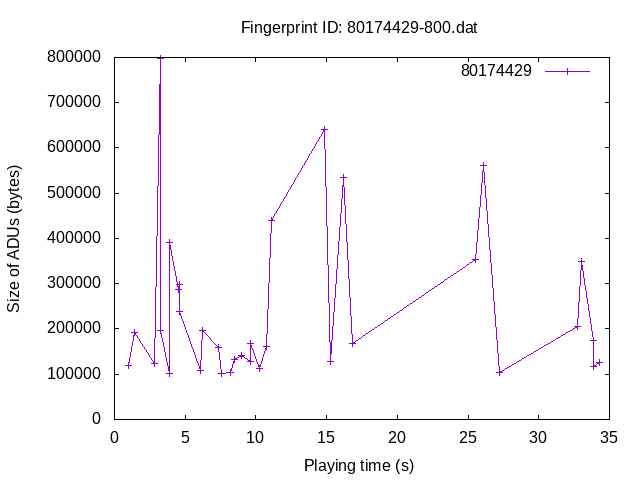 Fingerprint ID: 80174429-800.dat
80174429
800000
700000
600000
500000
400000
300000
200000
100000
0
Size of ADUs (bytes)
0 5 10 15 20 25 30 35
Playing time (s)